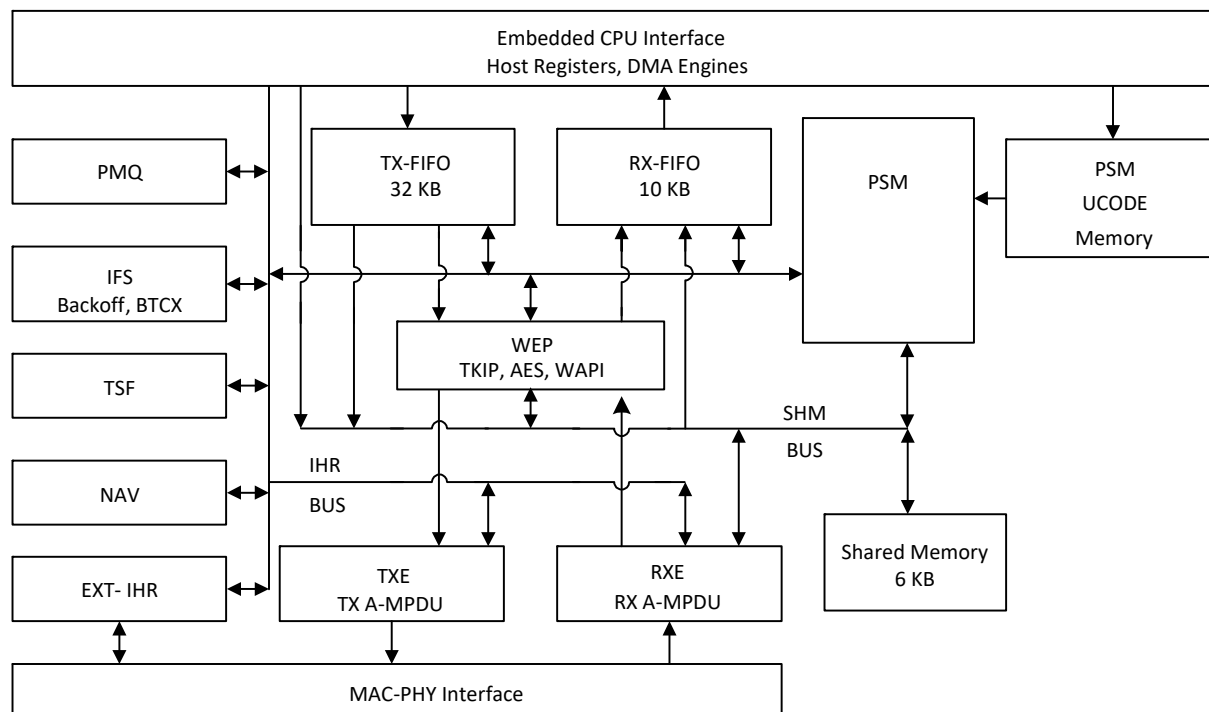 Embedded CPU Interface
Host Registers, DMA Engines
TX-FIFO
32 KB
RX-FIFO
10 KB
PSM
PSM
UCODE
Memory
PMQ
IFS
Backoff, BTCX
TSF
NAV
EXT- IHR
WEP
TKIP, AES, WAPI
SHM
BUS
IHR
BUS
Shared Memory
6 KB
TXE
TX A-MPDU
RXE
RX A-MPDU
MAC-PHY Interface